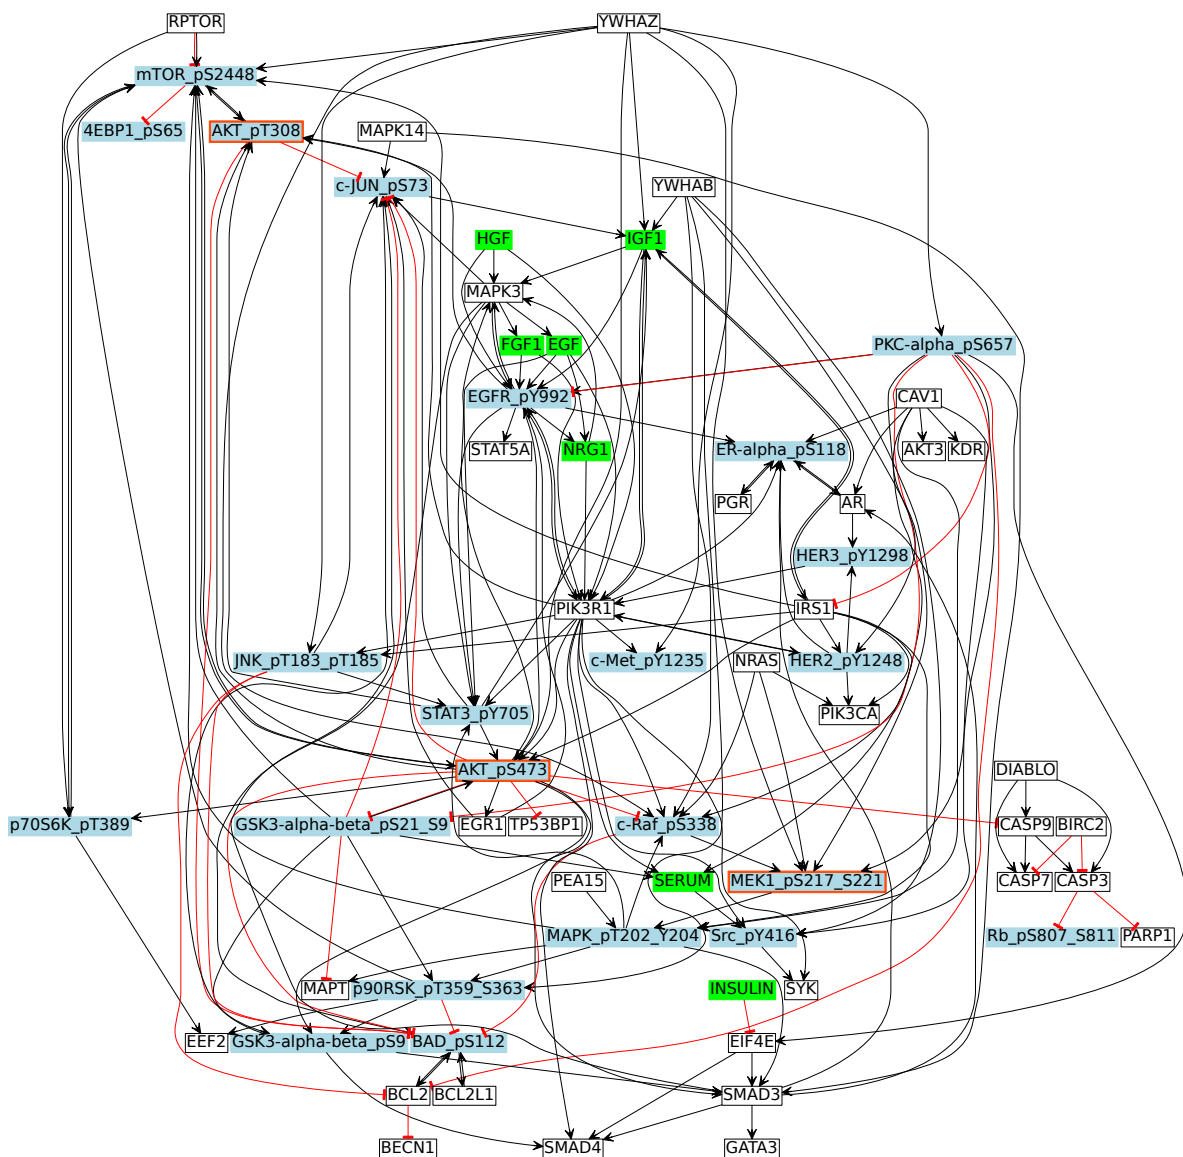 RPTOR
YWHAZ
mTOR_pS2448
4EBP1_pS65
AKT_pT308
MAPK14
c-JUN_pS73
YWHAB
HGF
IGF1
MAPK3
FGF1
EGF
PKC-alpha_pS657
EGFR_pY992
CAV1
STAT5A
NRG1
ER-alpha_pS118
AKT3
KDR
PGR
AR
HER3_pY1298
PIK3R1
IRS1
JNK_pT183_pT185
c-Met_pY1235
NRAS
HER2_pY1248
STAT3_pY705
PIK3CA
AKT_pS473
DIABLO
p70S6K_pT389
GSK3-alpha-beta_pS21_S9
EGR1
TP53BP1
c-Raf_pS338
CASP9
BIRC2
PEA15
SERUM
MEK1_pS217_S221
CASP7
CASP3
MAPK_pT202_Y204
Src_pY416
Rb_pS807_S811
PARP1
MAPT
p90RSK_pT359_S363
INSULIN
SYK
EEF2
GSK3-alpha-beta_pS9
BAD_pS112
EIF4E
BCL2
BCL2L1
SMAD3
BECN1
SMAD4
GATA3